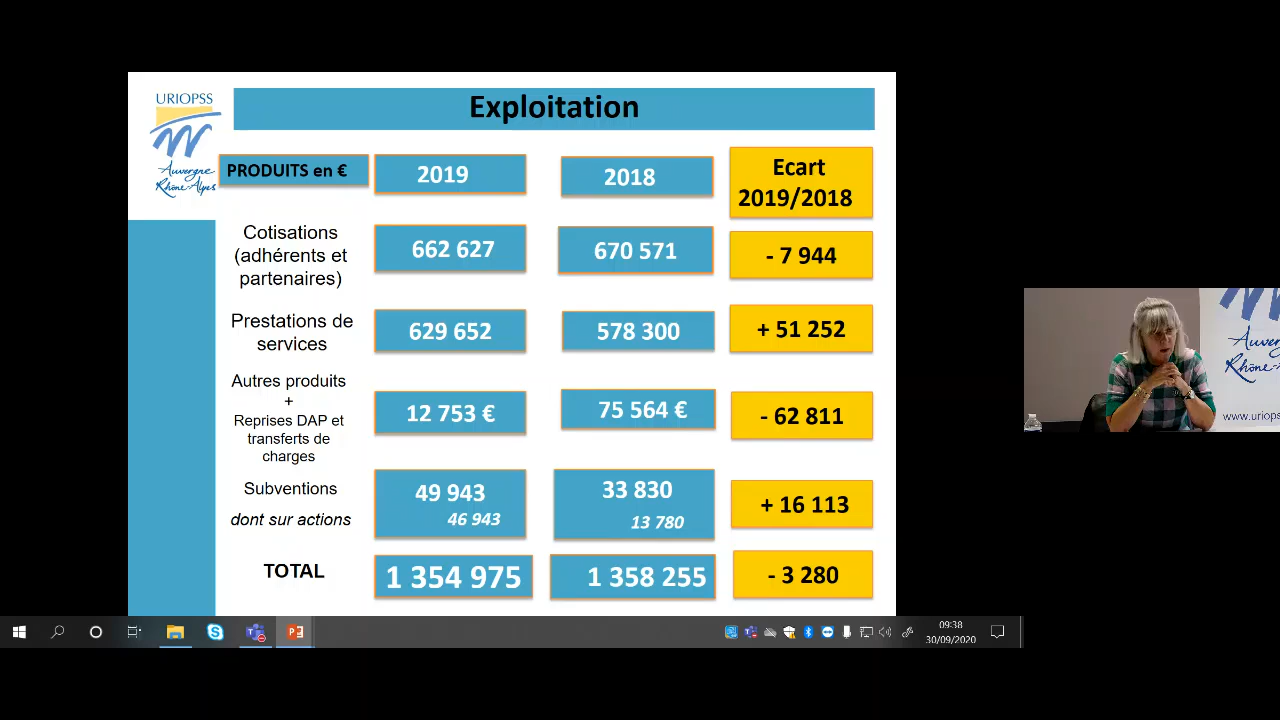 URIOPSS
Auvergne
Rhône-Alpes
Exploitation
PRODUITS en €
2019
2018
Ecart
2019/2018
Cotisations
(adhérents et
partenaires)
662 627
670 571
- 7 944
Prestations de
services
629 652
578 300
+ 51 252
Autres produits
+
Reprises DAP et
transferts de
charges
12 753 €
75 564 €
- 62 811
Subventions
dont sur actions
49 943
46 943
33 830
13 780
+ 16 113
TOTAL
1 354 975
1 358 255
- 3 280
09:38
30/09/2020
Auverg
Rhône-A
www.uriopss